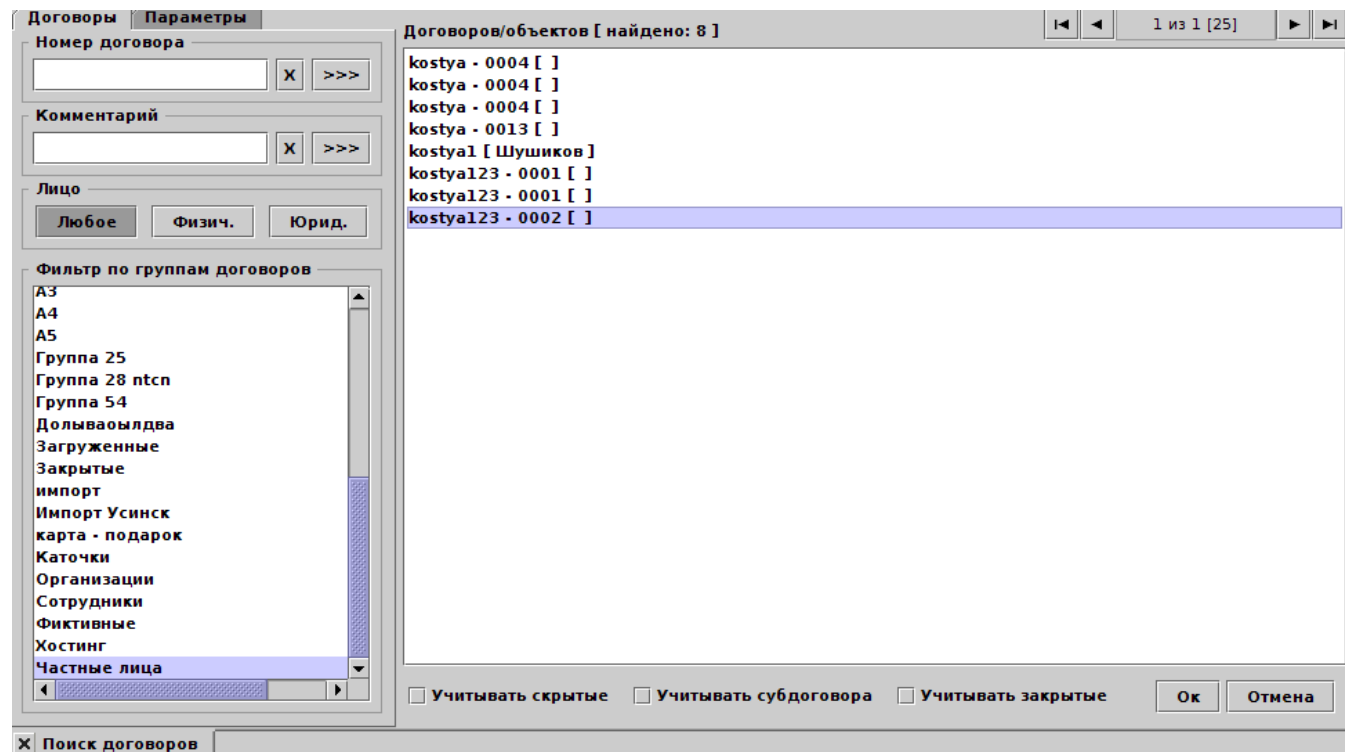 Договоры Параметры
Номер договора
X >>>
Комментарий
X >>>
Лицо
Любое Физич. Юрид.
Фильтр по группам договоров
А3
А4
А5
Группа 25
Группа 28 ntcn
Группа 54
Долываоылдва
Загруженные
Закрытые
импорт
Импорт Усинск
карта - подарок
Каточки
Организации
Сотрудники
Фиктивные
Хостинг
Частные лица
Договоров/объектов [ найдено: 8 ]
1 из 1 [25]
kostya - 0004 [ ]
kostya - 0004 [ ]
kostya - 0004 [ ]
kostya - 0013 [ ]
kostya1 [ Шушиков ]
kostya123 - 0001 [ ]
kostya123 - 0001 [ ]
kostya123 - 0002 [ ]
Учитывать скрытые Учитывать субдоговора Учитывать закрытые Ок Отмена
X Поиск договоров